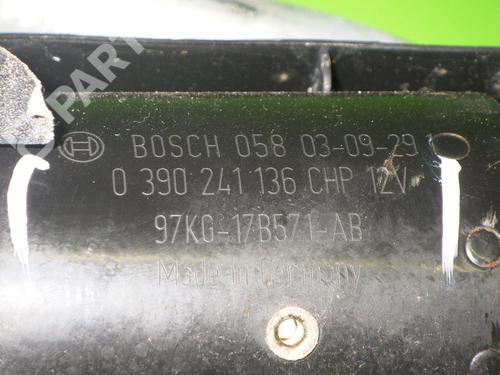 BOSCH 058 03-09-29
0 390 241 136 CHP 12V
97KG-17B571-AB
Made in Germany